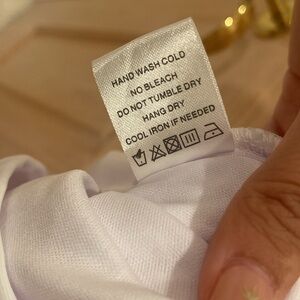 HAND WASH COLD
NO BLEACH
DO NOT TUMBLE DRY
HANG DRY
COOL IRON IF NEEDED